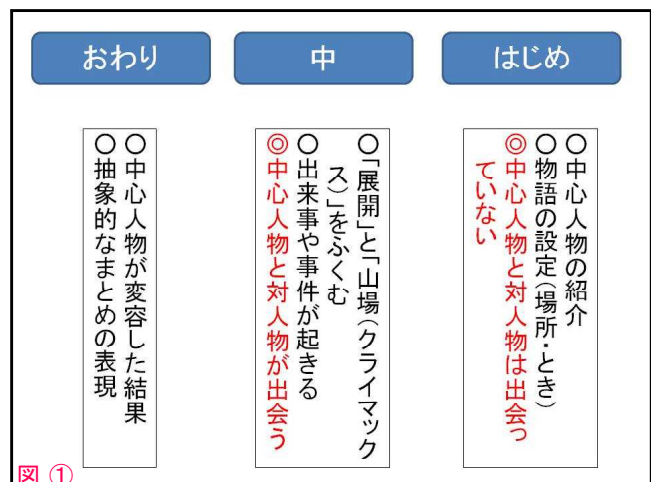 はじめ
○中心人物の紹介
○物語の設定(場所・とき)
◎中心人物と対人物は出会っ
ていない
中
○「展開」と「山場(クライマック
ス)」をふくむ
○出来事や事件が起きる
◎中心人物と対人物が出会う
おわり
○中心人物が変容した結果
○抽象的なまとめの表現
図 ①